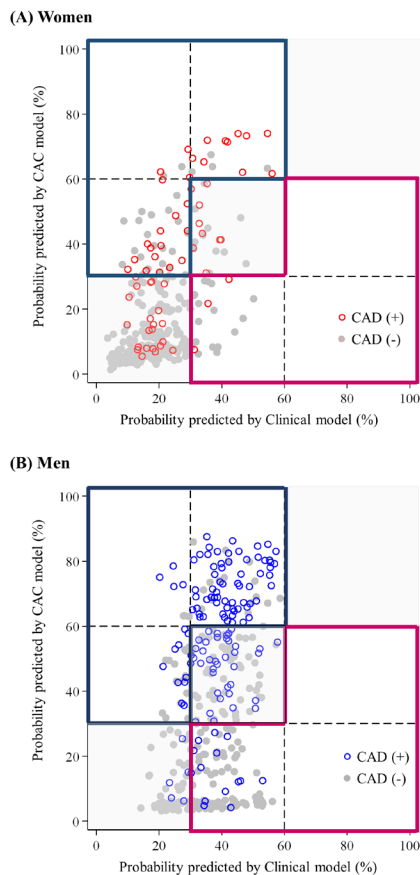 (A) Women
100
80
60
40
20
0
Probability predicted by CAC model (%)
CAD (+)
CAD (-)
0 20 40 60 80 100
Probability predicted by Clinical model (%)
(B) Men
100
80
60
40
20
0
Probability predicted by CAC model (%)
CAD (+)
CAD (-)
0 20 40 60 80 100
Probability predicted by Clinical model (%)